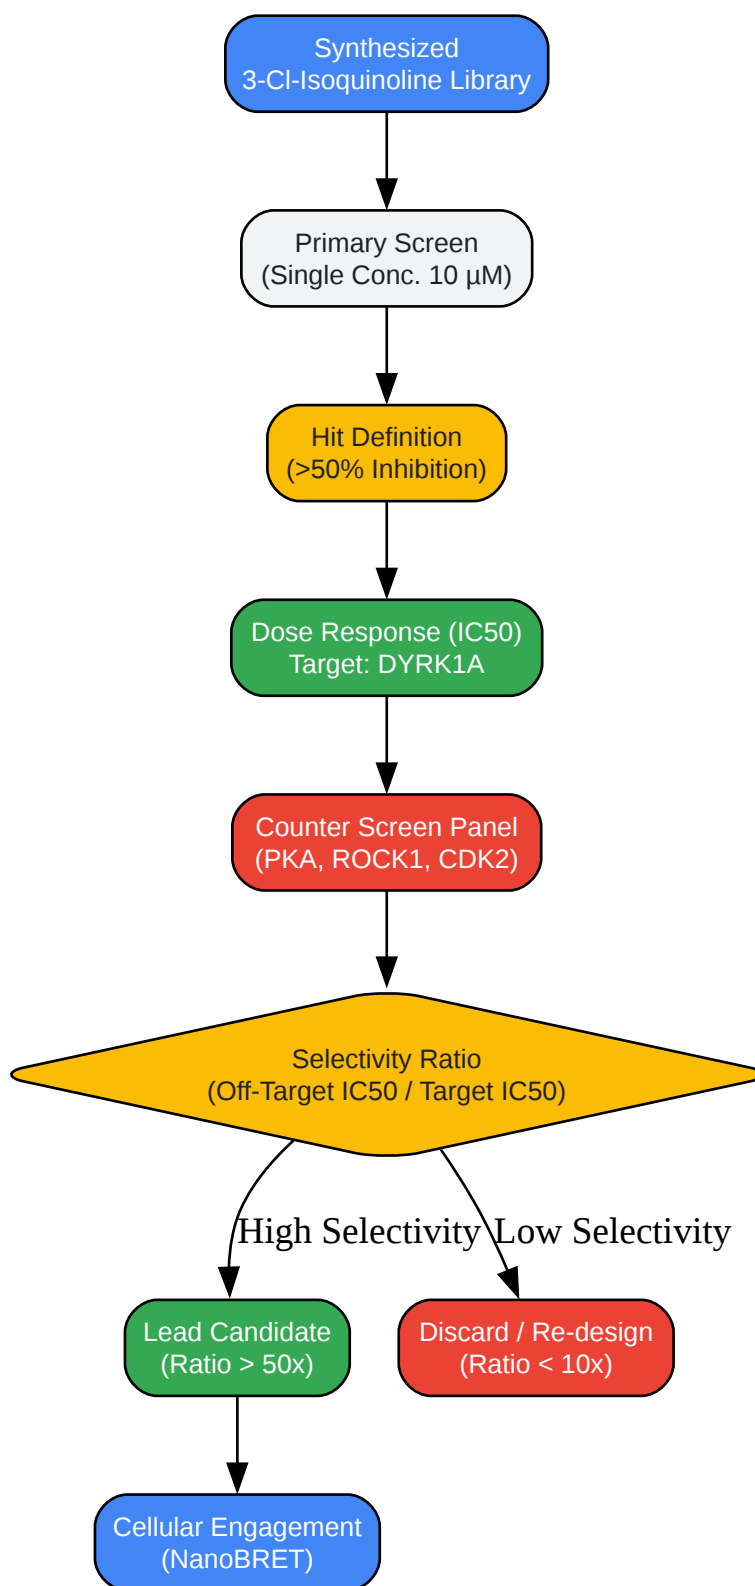 Synthesized
3-Cl-Isoquinoline Library
Primary Screen
(Single Conc. 10 µM)
Hit Definition
(>50% Inhibition)
Dose Response (IC50)
Target: DYRK1A
Counter Screen Panel
(PKA, ROCK1, CDK2)
Selectivity Ratio
(Off-Target IC50 / Target IC50)
High Selectivity
Low Selectivity
Lead Candidate
(Ratio > 50x)
Discard / Re-design
(Ratio < 10x)
Cellular Engagement
(NanoBRET)